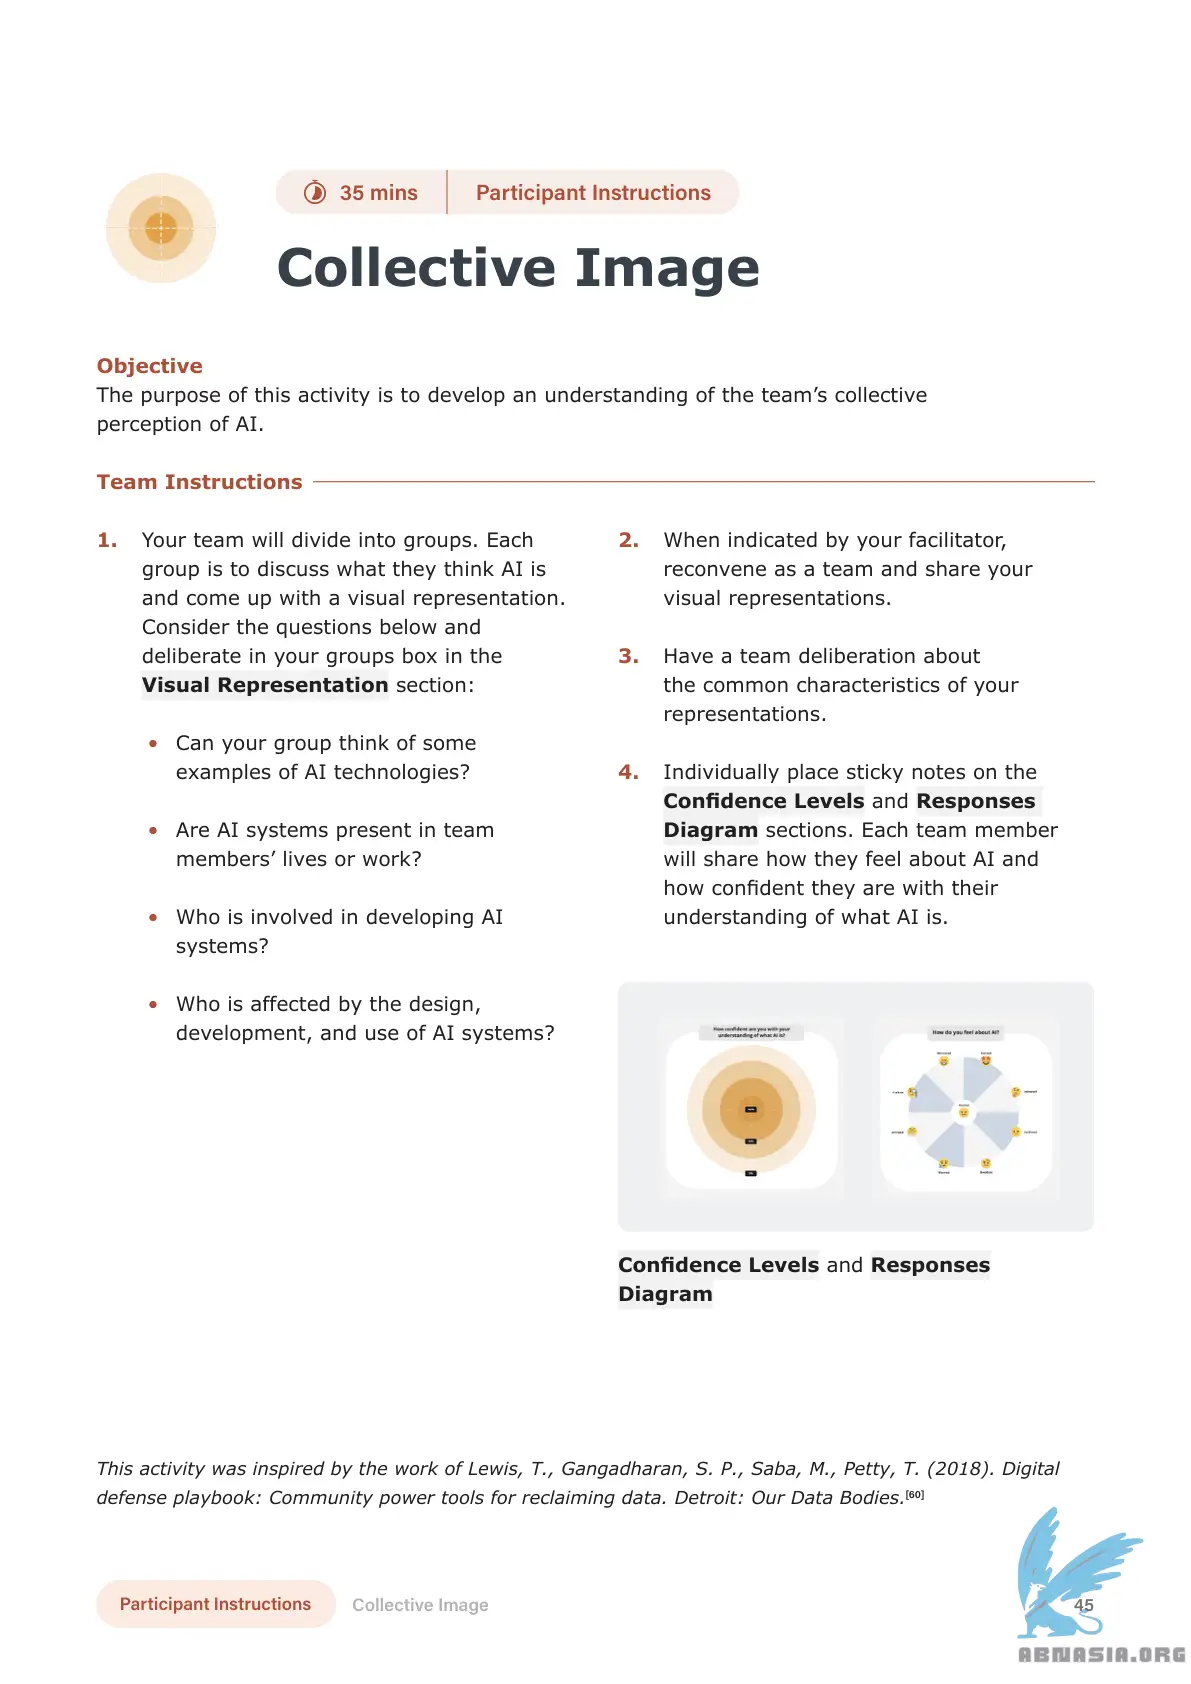 35 mins
Participant Instructions
Collective Image
Objective
The purpose of this activity is to develop an understanding of the team’s collective
perception of AI.
Team Instructions
1. Your team will divide into groups. Each
group is to discuss what they think AI is
and come up with a visual representation.
Consider the questions below and
deliberate in your groups box in the
Visual Representation section:
• Can your group think of some
examples of AI technologies?
• Are AI systems present in team
members’ lives or work?
• Who is involved in developing AI
systems?
• Who is affected by the design,
development, and use of AI systems?
2. When indicated by your facilitator,
reconvene as a team and share your
visual representations.
3. Have a team deliberation about
the common characteristics of your
representations.
4. Individually place sticky notes on the
Confidence Levels and Responses
Diagram sections. Each team member
will share how they feel about AI and
how confident they are with their
understanding of what AI is.
How confident are you with your
understanding of what AI is?
How do you feel about AI?
Confidence Levels and Responses
Diagram
This activity was inspired by the work of Lewis, T., Gangadharan, S. P., Saba, M., Petty, T. (2018). Digital
defense playbook: Community power tools for reclaiming data. Detroit: Our Data Bodies.[60]
Participant Instructions
Collective Image
45
ABNASIA.ORG